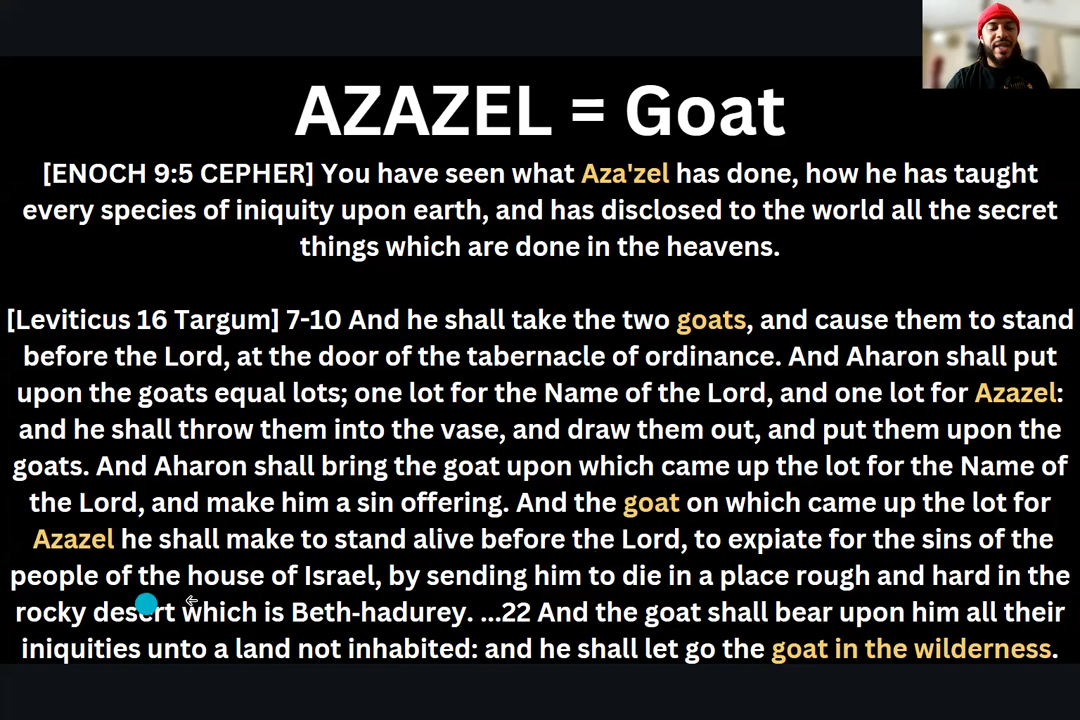 AZAZEL = Goat
[ENOCH 9:5 CEPHER] You have seen what Aza'zel has done, how he has taught
every species of iniquity upon earth, and has disclosed to the world all the secret
things which are done in the heavens.
[Leviticus 16 Targum] 7-10 And he shall take the two goats, and cause them to stand
before the Lord, at the door of the tabernacle of ordinance. And Aharon shall put
upon the goats equal lots; one lot for the Name of the Lord, and one lot for Azazel:
and he shall throw them into the vase, and draw them out, and put them upon the
goats. And Aharon shall bring the goat upon which came up the lot for the Name of
the Lord, and make him a sin offering. And the goat on which came up the lot for
Azazel he shall make to stand alive before the Lord, to expiate for the sins of the
people of the house of Israel, by sending him to die in a place rough and hard in the
rocky desert which is Beth-hadurey. ...22 And the goat shall bear upon him all their
iniquities unto a land not inhabited: and he shall let go the goat in the wilderness.